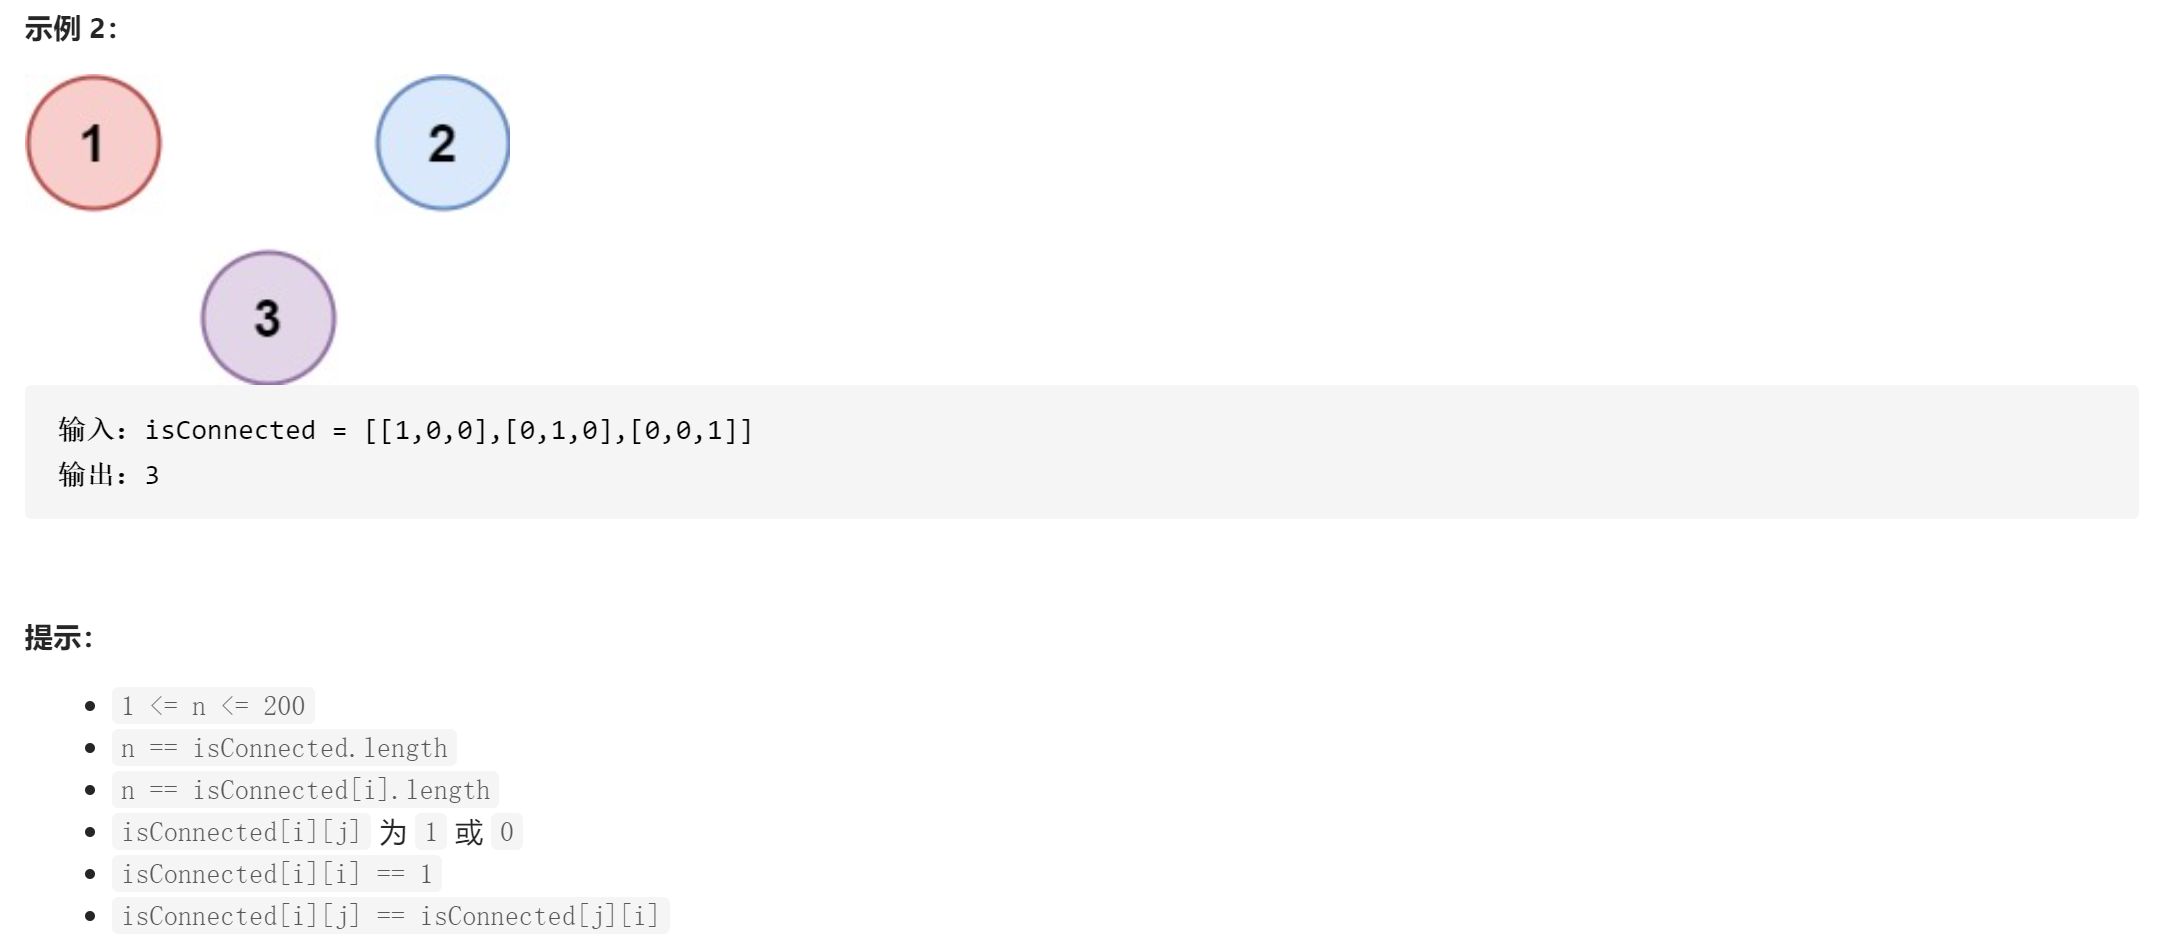 示例 2：
1
2
3
输入：isConnected = [[1,0,0],[0,1,0],[0,0,1]]
输出：3
提示：
1 <= n <= 200
n == isConnected.length
n == isConnected[i].length
isConnected[i][j] 为 1 或 0
isConnected[i][i] == 1
isConnected[i][j] == isConnected[j][i]